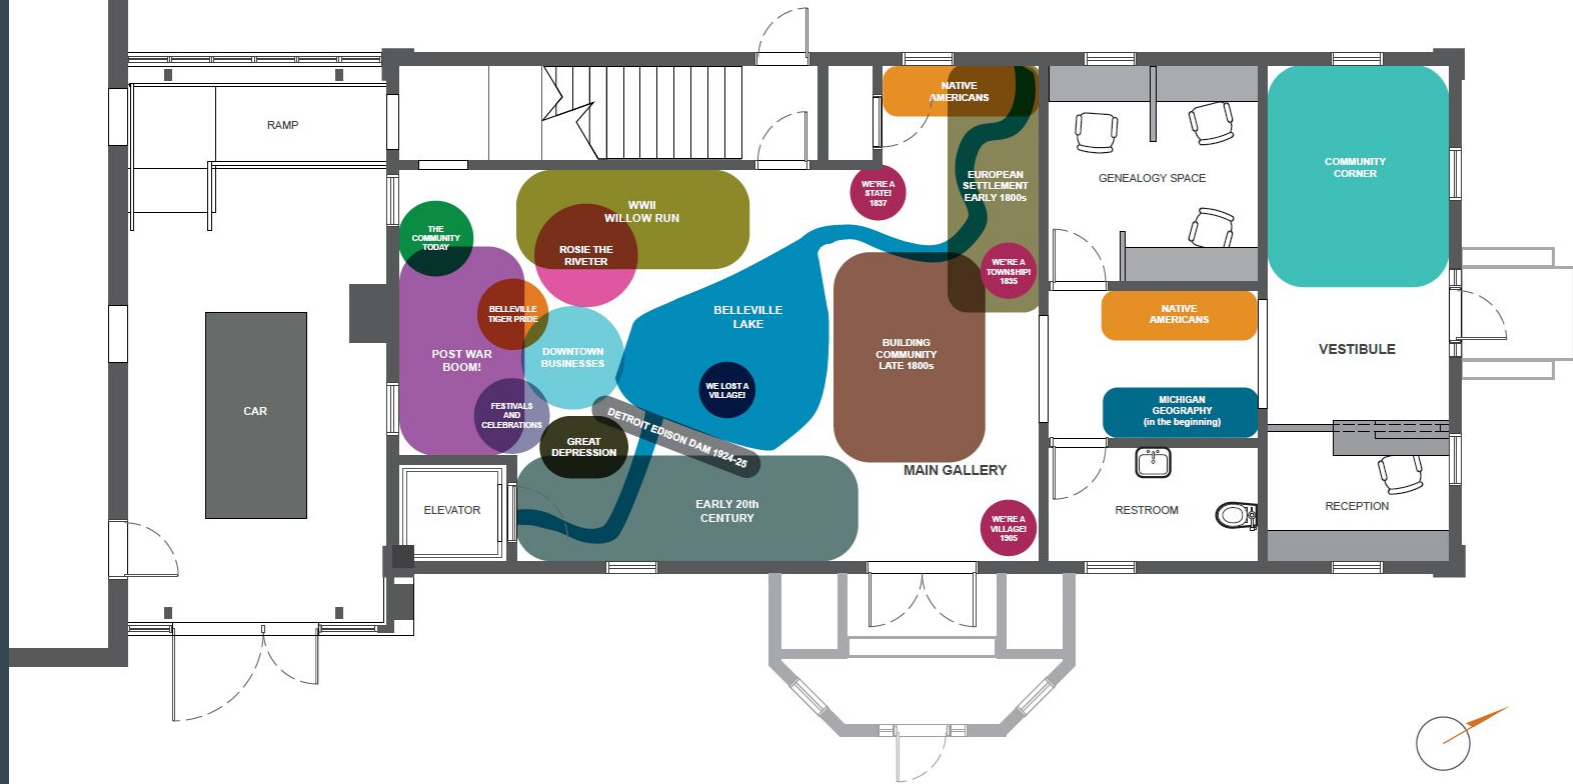 NATIVE
AMERICANS
RAMP
COMMUNITY
CORNER
EUROPEAN
SETTLEMENT
EARLY 1800s
GENEALOGY SPACE
WE'RE A
STATE!
1837
WWII
WILLOW RUN
THE
COMMUNITY
TODAY
ROSIE THE
RIVETER
WE'RE A
TOWNSHIP!
1835
BELLEVILLE
TIGER PRIDE
BELLEVILLE
LAKE
NATIVE
AMERICANS
POST WAR
BOOM!
DOWNTOWN
BUSINESSES
BUILDING
COMMUNITY
LATE 1800s
VESTIBULE
WE LOST A
VILLAGE!
CAR
FESTIVALS
AND
CELEBRATIONS
MICHIGAN
GEOGRAPHY
(in the beginning)
DETROIT EDISON DAM 1924-25
GREAT
DEPRESSION
MAIN GALLERY
ELEVATOR
EARLY 20th
CENTURY
WE'RE A
VILLAGE!
1905
RESTROOM
RECEPTION